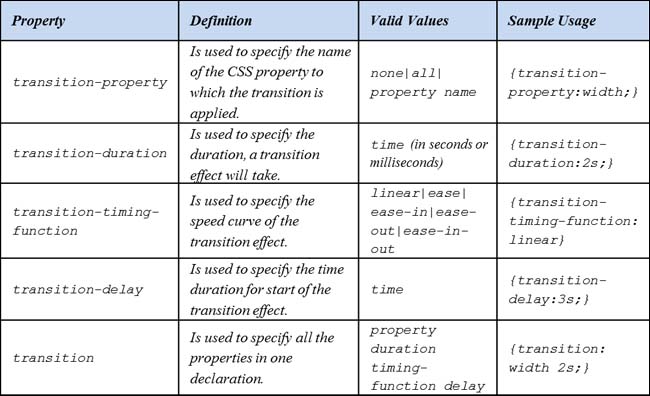 Property Definition Valid Values Sample Usage
transition-property
Is used to specify the name
of the CSS property to
which the transition is
applied.
none|all|
property name
{transition-
property:width;}
transition-duration
Is used to specify the
duration, a transition
effect will take.
time (in seconds or
milliseconds)
{transition-
duration:2s;}
transition-timing-
function
Is used to specify the
speed curve of the
transition effect.
linear|ease|
ease-in|ease-
out|ease-in-
out
{transition-
timing-function:
linear}
transition-delay
Is used to specify the time
duration for start of the
transition effect.
time
{transition-
delay:3s;}
transition
Is used to specify all the
properties in one
declaration.
property
duration
timing-
function delay
{transition:
width 2s;}